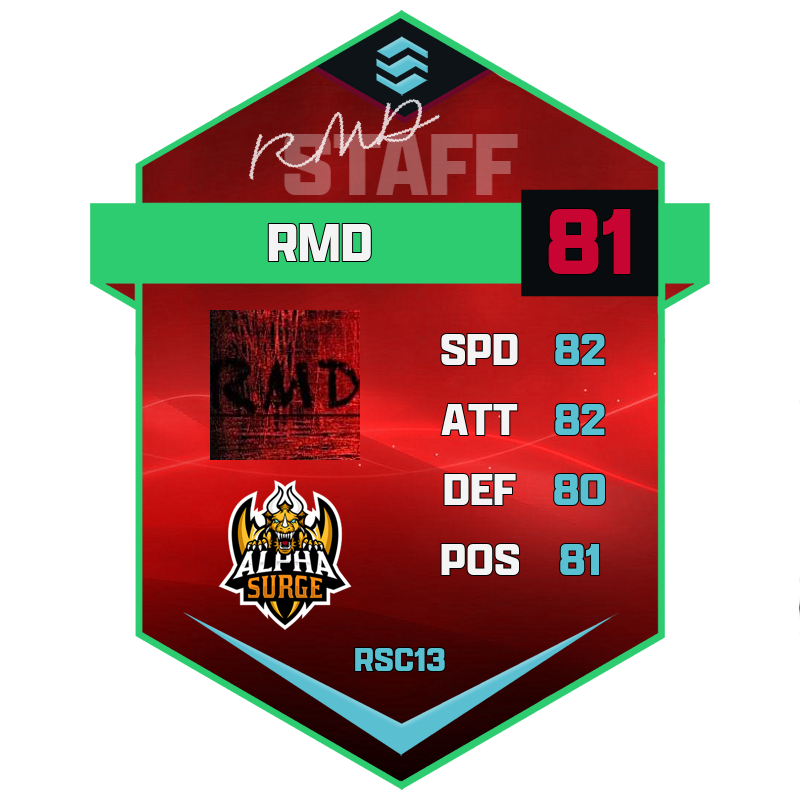 RMD
STAFF
RMD 81
RMD
SPD 82
ATT 82
DEF 80
POS 81
ALPHA
SURGE
RSC13